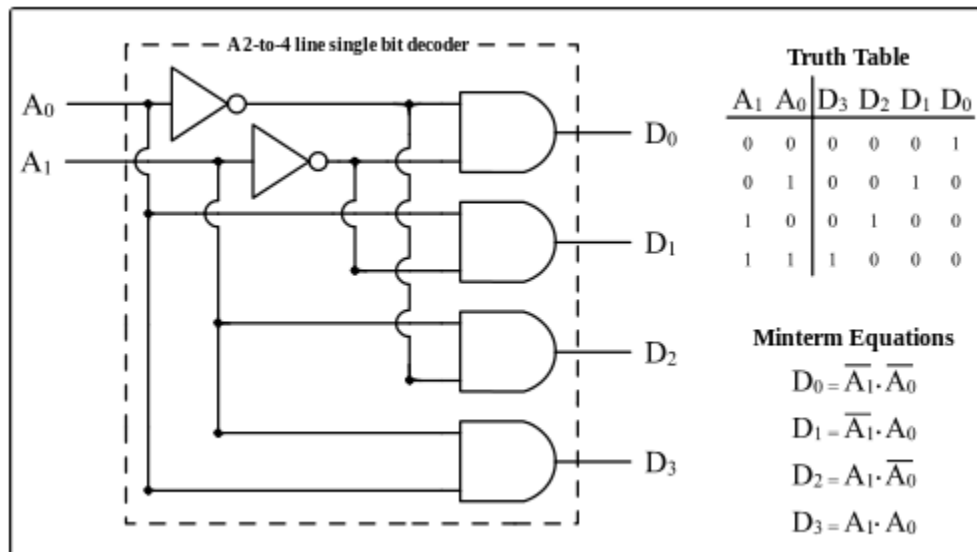 A 2-to-4 line single bit decoder
A₀
A₁
D₀
D₁
D₂
D₃
Truth Table
A₁ A₀ D₃ D₂ D₁ D₀
0 0 0 0 0 1
0 1 0 0 1 0
1 0 0 1 0 0
1 1 1 0 0 0
Minterm Equations
D₀ = A̅₁ · A̅₀
D₁ = A̅₁ · A₀
D₂ = A₁ · A̅₀
D₃ = A₁ · A₀